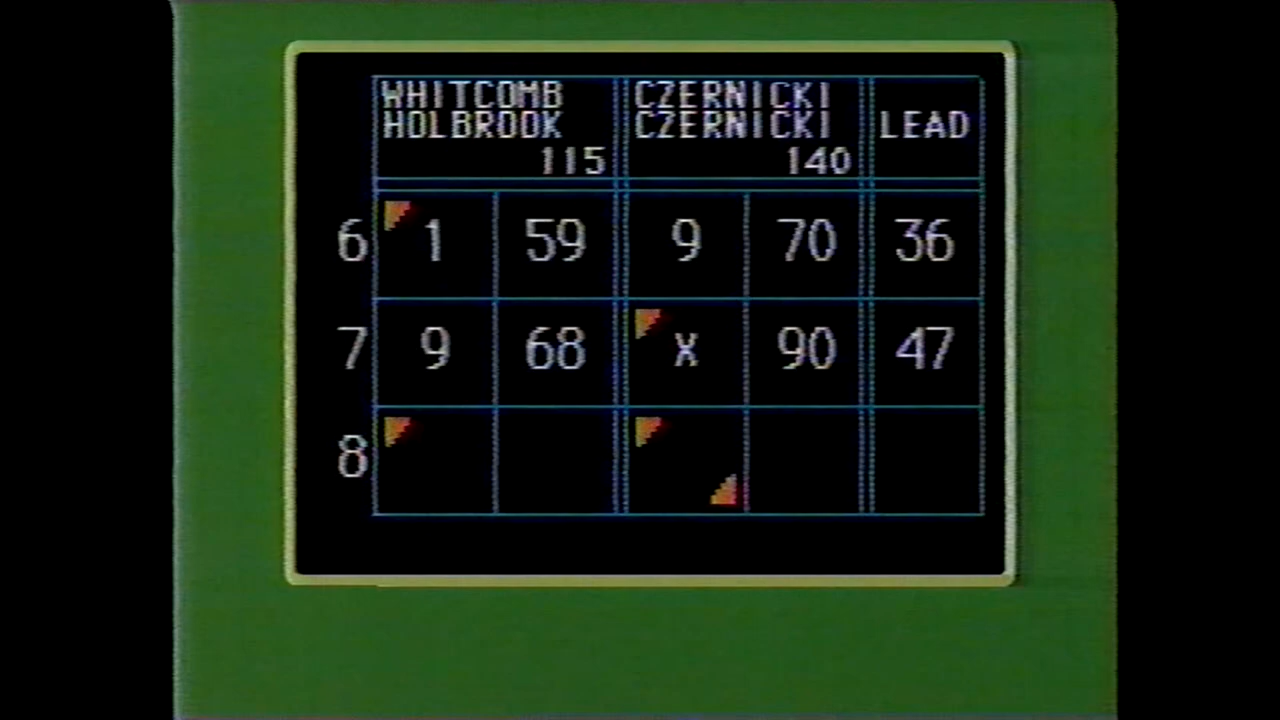 WHITCOMB CZERNICKI
HOLBROOK CZERNICKI LEAD
115 140
6 1 59 9 70 36
7 9 68 X 90 47
8